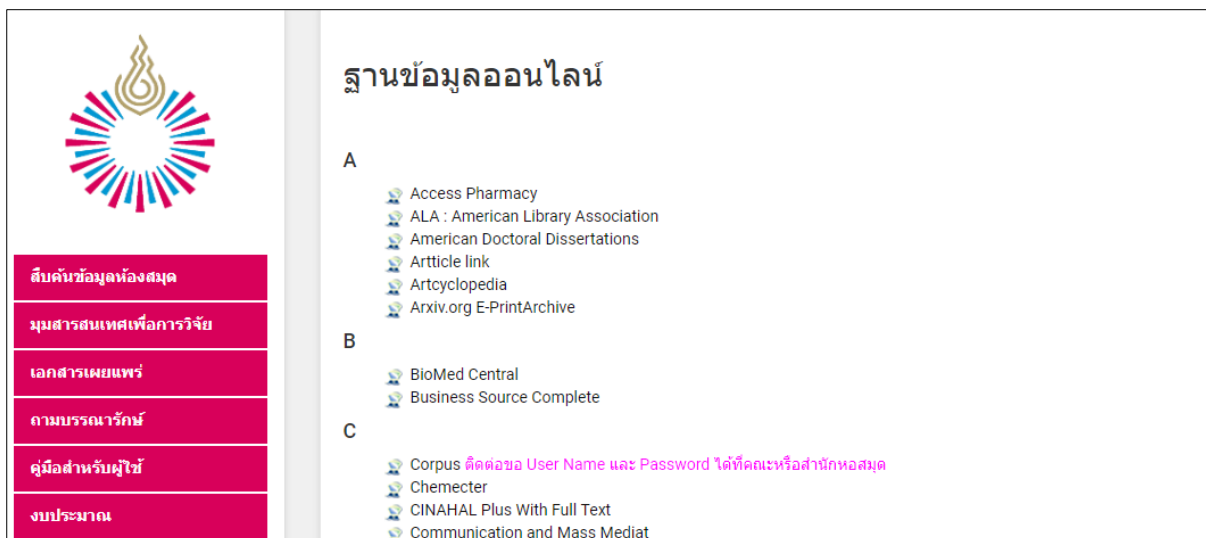 ฐานข้อมูลออนไลน์
A
Access Pharmacy
ALA : American Library Association
American Doctoral Dissertations
Artticle link
Artcyclopedia
Arxiv.org E-PrintArchive
B
BioMed Central
Business Source Complete
C
Corpus ติดต่อขอ User Name และ Password ได้ที่คณะหรือสำนักหอสมุด
Chemecter
CINAHAL Plus With Full Text
Communication and Mass Mediat
สืบค้นข้อมูลห้องสมุด
มุมสารสนเทศเพื่อการวิจัย
เอกสารเผยแพร่
ถามบรรณารักษ์
คู่มือสำหรับผู้ใช้
งบประมาณ